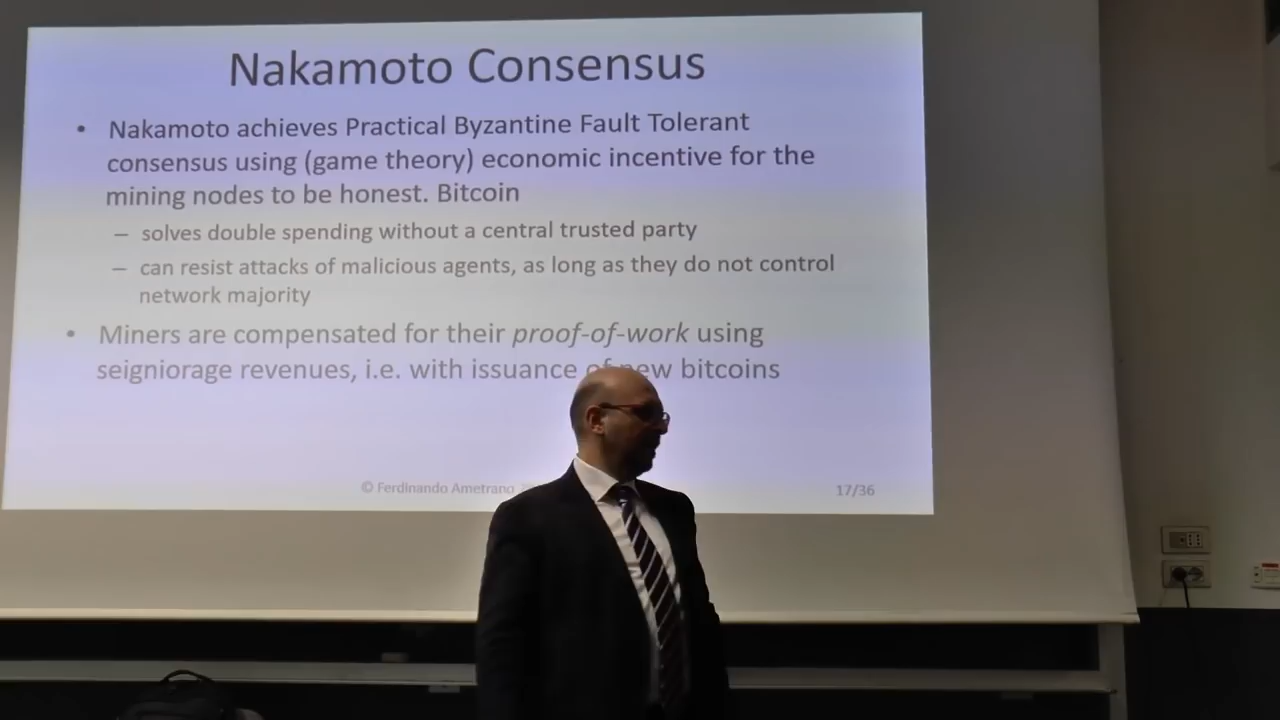 Nakamoto Consensus
• Nakamoto achieves Practical Byzantine Fault Tolerant
consensus using (game theory) economic incentive for the
mining nodes to be honest. Bitcoin
– solves double spending without a central trusted party
– can resist attacks of malicious agents, as long as they do not control
network majority
• Miners are compensated for their proof-of-work using
seigniorage revenues, i.e. with issuance of new bitcoins
© Ferdinando Ametrano
17/36